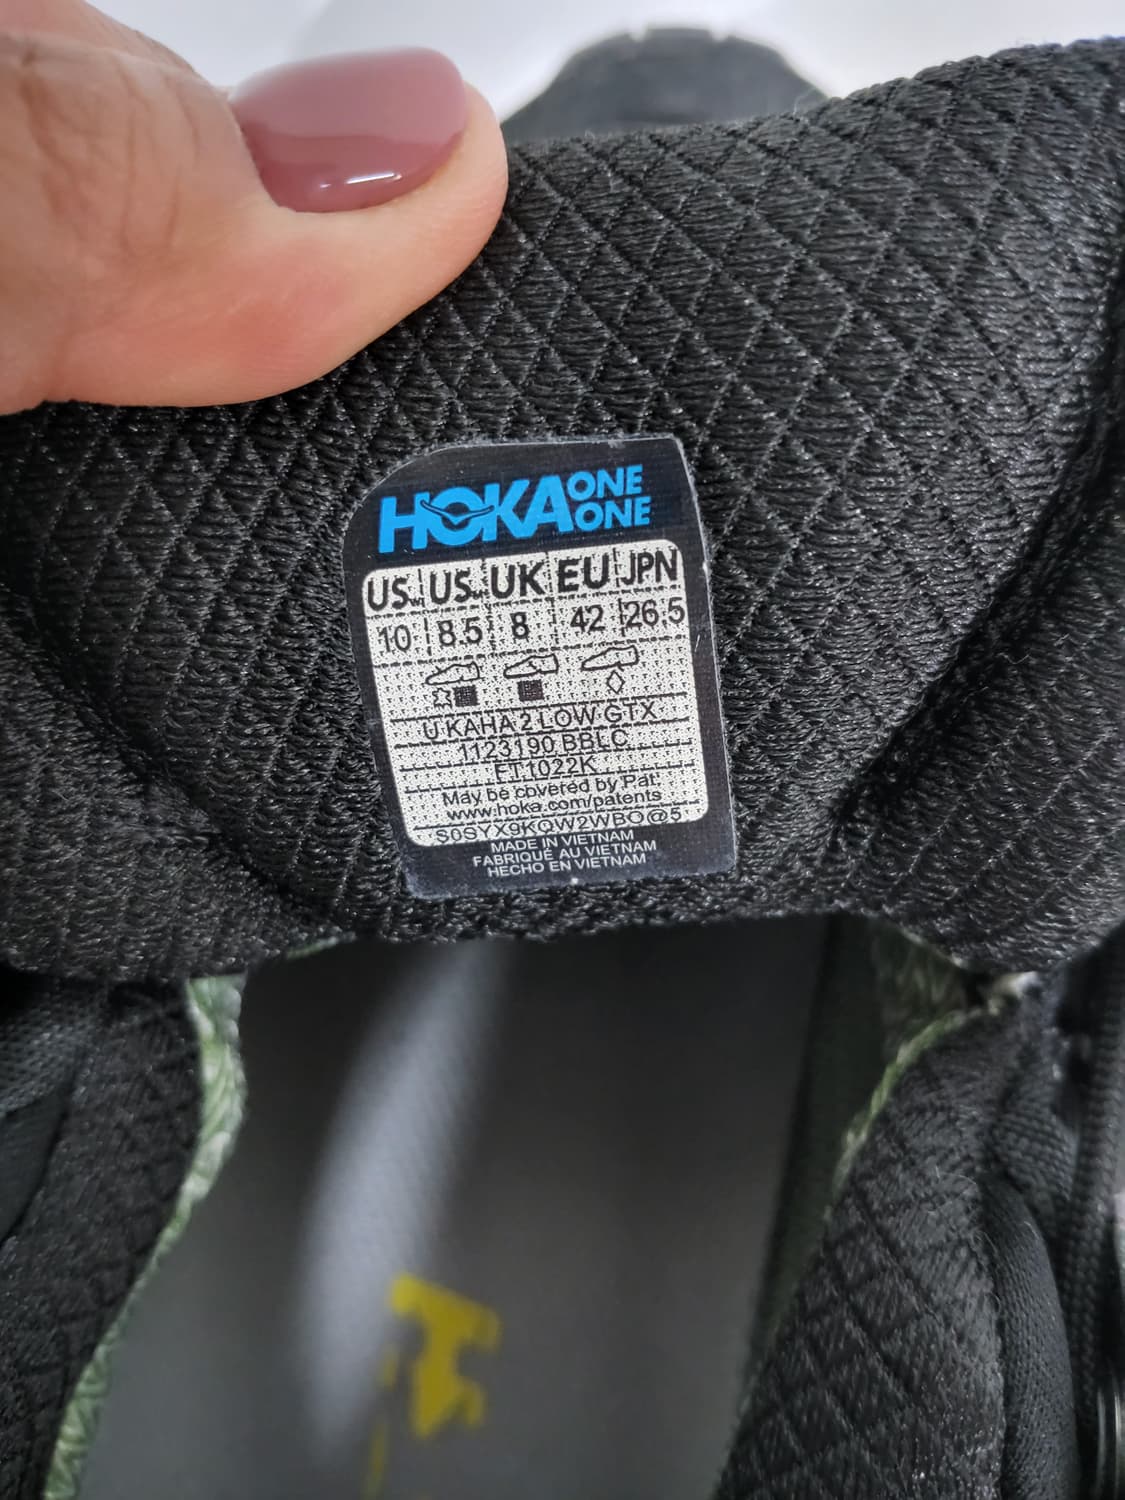 HOKA ONE ONE
US US UK EU JPN
10 8.5 8 42 26.5
U KAHA 2 LOW GTX
1123190 BBLC
FT1022K
May be covered by Pat:
www.hoka.com/patents
MADE IN VIETNAM
FABRIQUÉ AU VIETNAM
HECHO EN VIETNAM